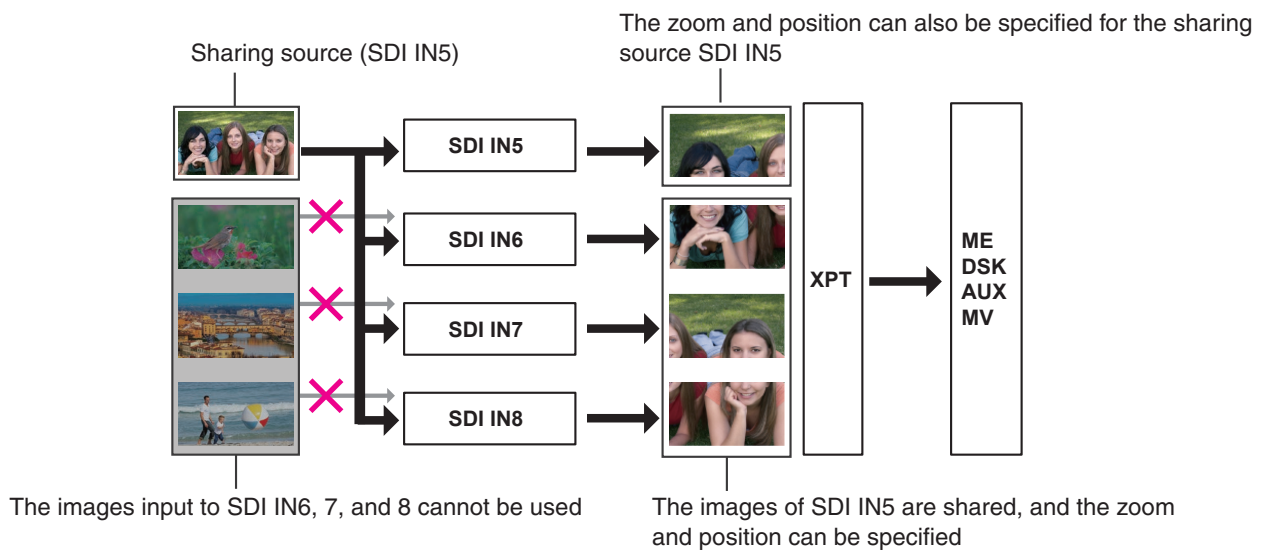 The zoom and position can also be specified for the sharing
source SDI IN5
Sharing source (SDI IN5)
SDI IN5
SDI IN6
SDI IN7
SDI IN8
XPT
ME
DSK
AUX
MV
The images input to SDI IN6, 7, and 8 cannot be used
The images of SDI IN5 are shared, and the zoom
and position can be specified